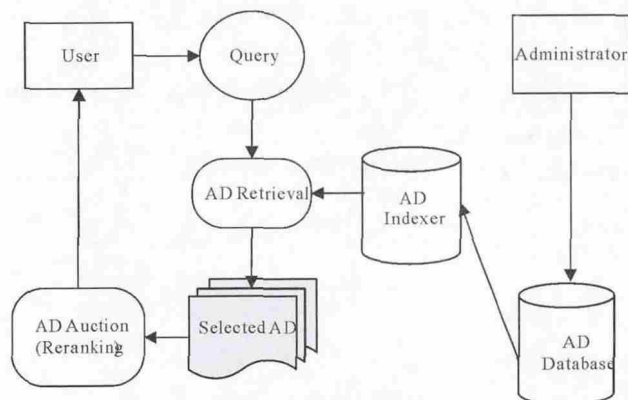 User
Query
Administrator
AD Retrieval
AD
Indexer
Selected AD
AD Auction
(Reranking)
AD
Database